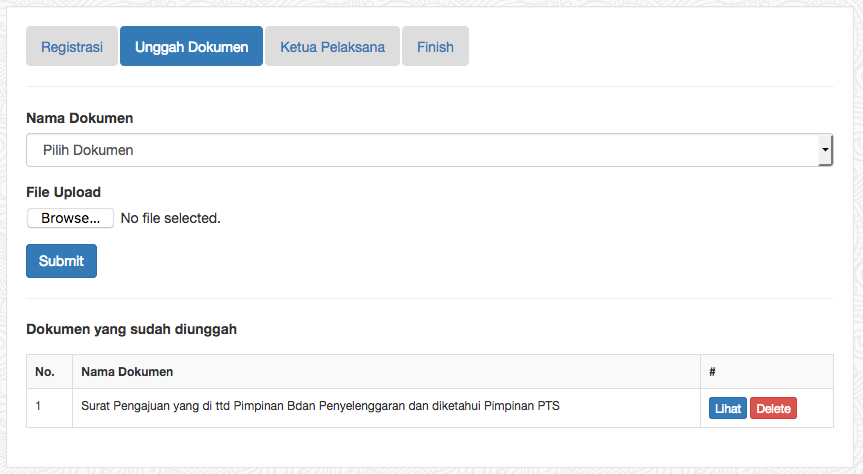 Registrasi Unggah Dokumen Ketua Pelaksana Finish
Nama Dokumen
Pilih Dokumen
File Upload
Browse... No file selected.
Submit
Dokumen yang sudah diunggah
No. Nama Dokumen #
1 Surat Pengajuan yang di ttd Pimpinan Bdan Penyelenggaran dan diketahui Pimpinan PTS Lihat Delete